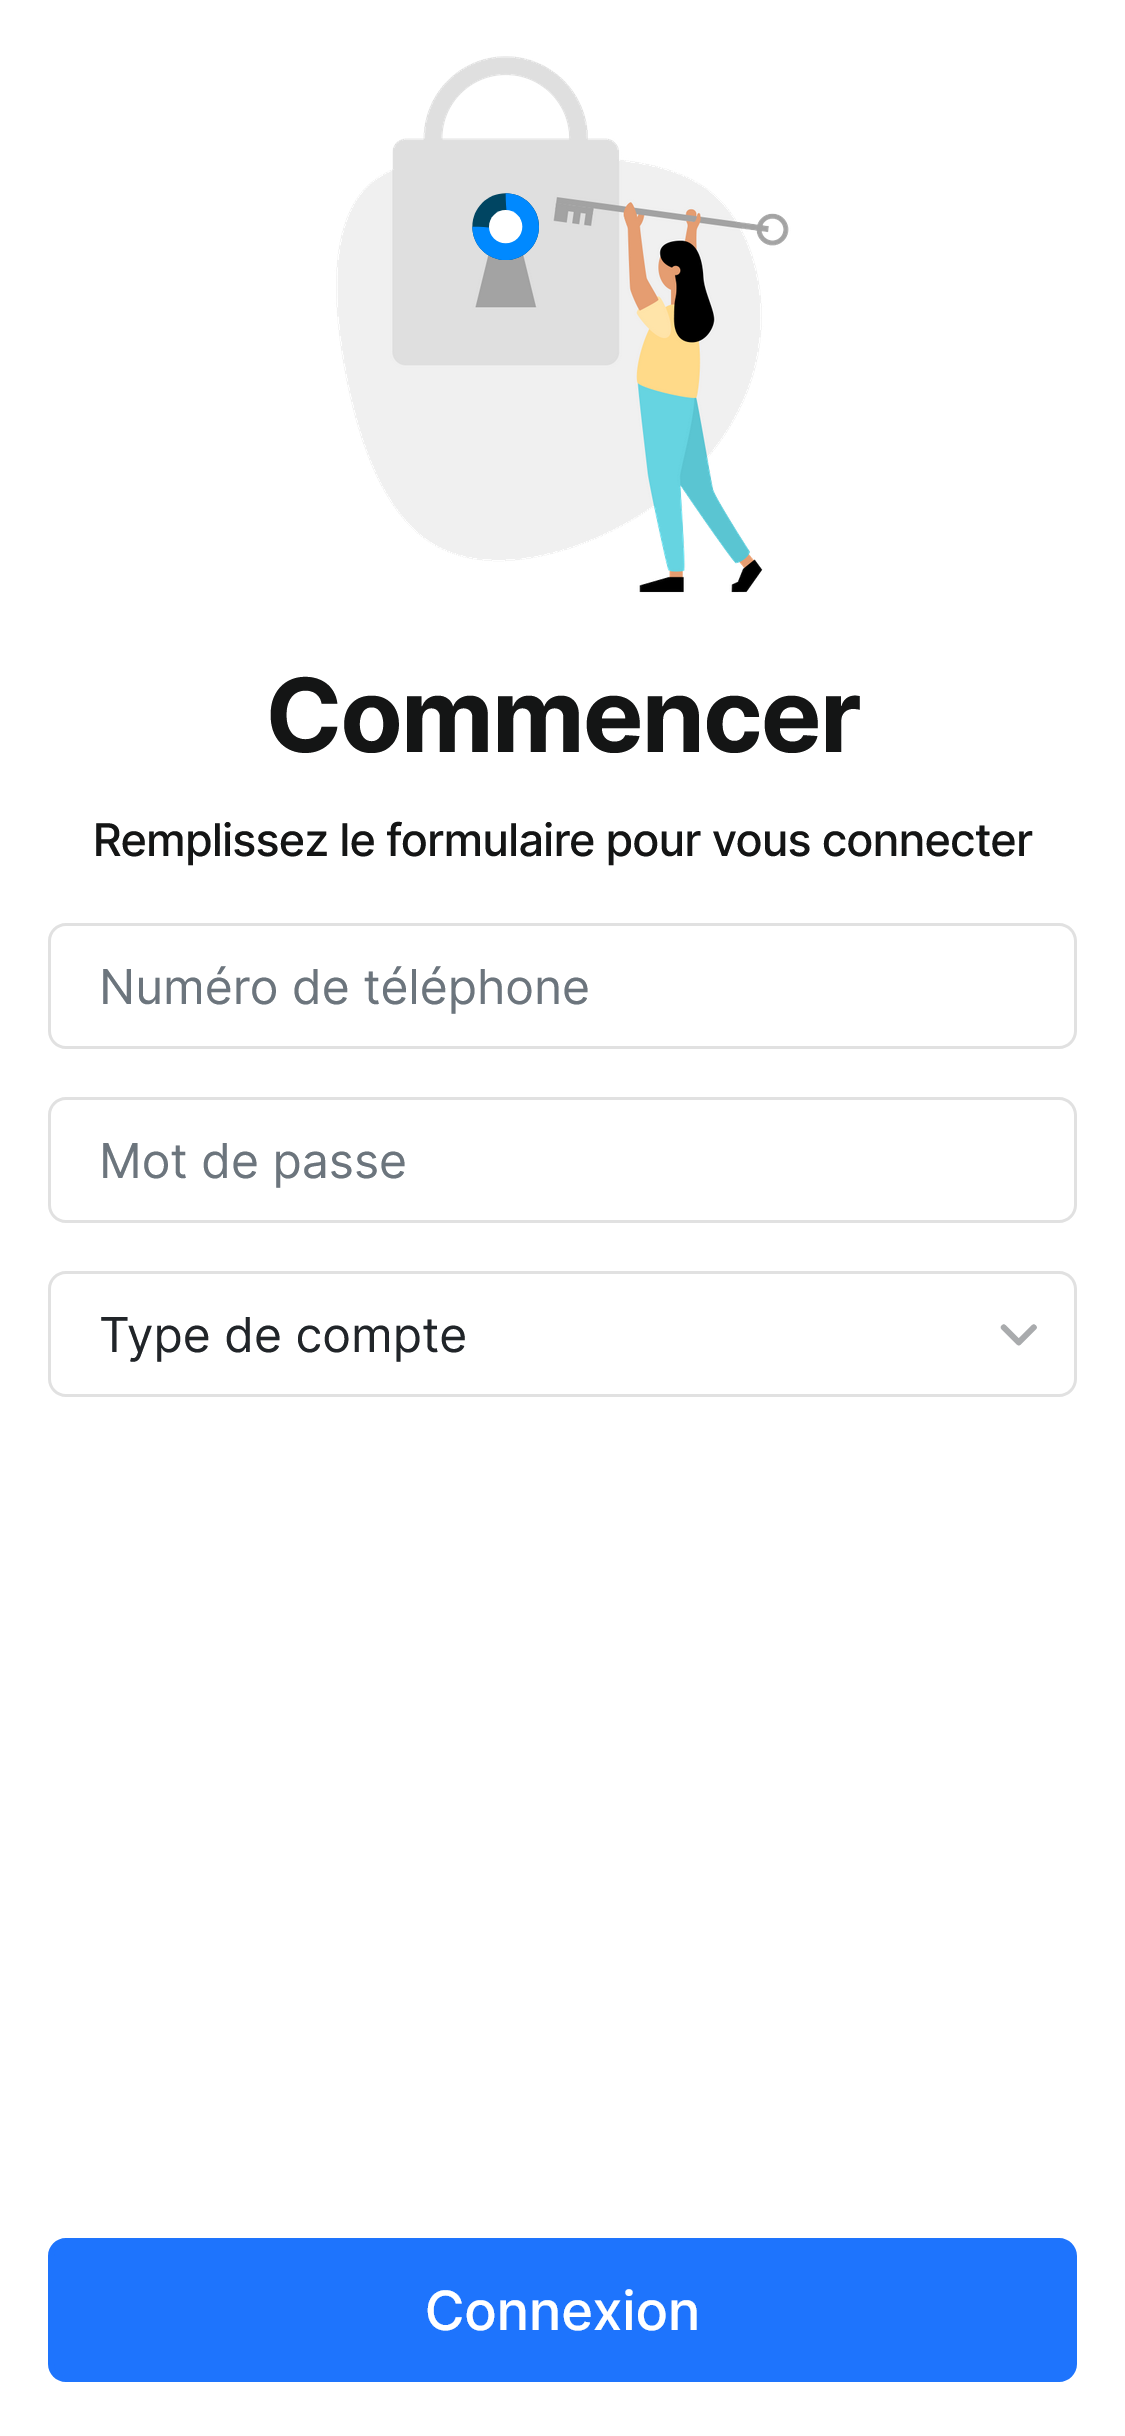 Commencer
Remplissez le formulaire pour vous connecter
Numéro de téléphone
Mot de passe
Type de compte
Connexion